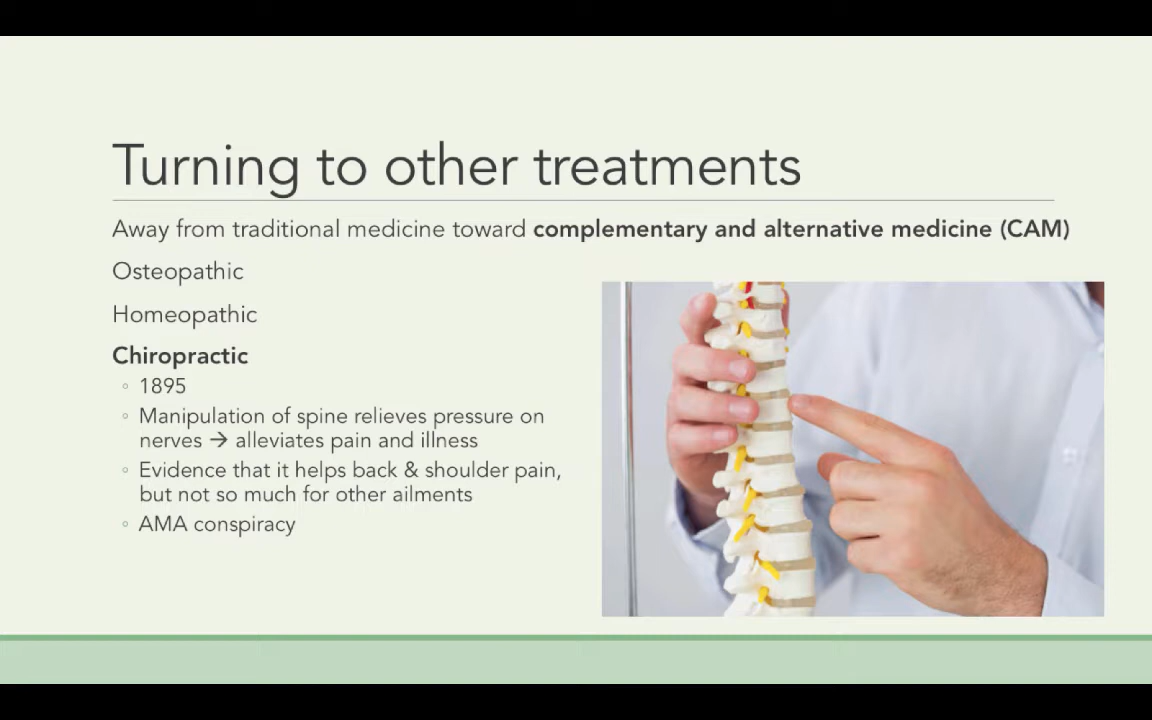 Turning to other treatments
Away from traditional medicine toward complementary and alternative medicine (CAM)
Osteopathic
Homeopathic
Chiropractic
◦ 1895
◦ Manipulation of spine relieves pressure on
nerves → alleviates pain and illness
◦ Evidence that it helps back & shoulder pain,
but not so much for other ailments
◦ AMA conspiracy